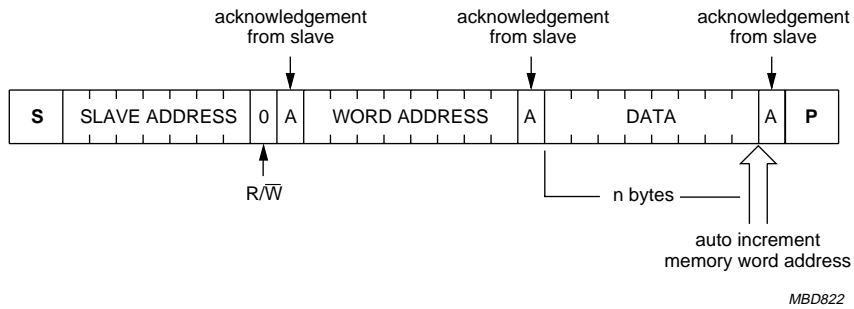 acknowledgement
from slave
acknowledgement
from slave
acknowledgement
from slave
S SLAVE ADDRESS 0 A WORD ADDRESS A DATA A P
R/W̅
n bytes
auto increment
memory word address
MBD822